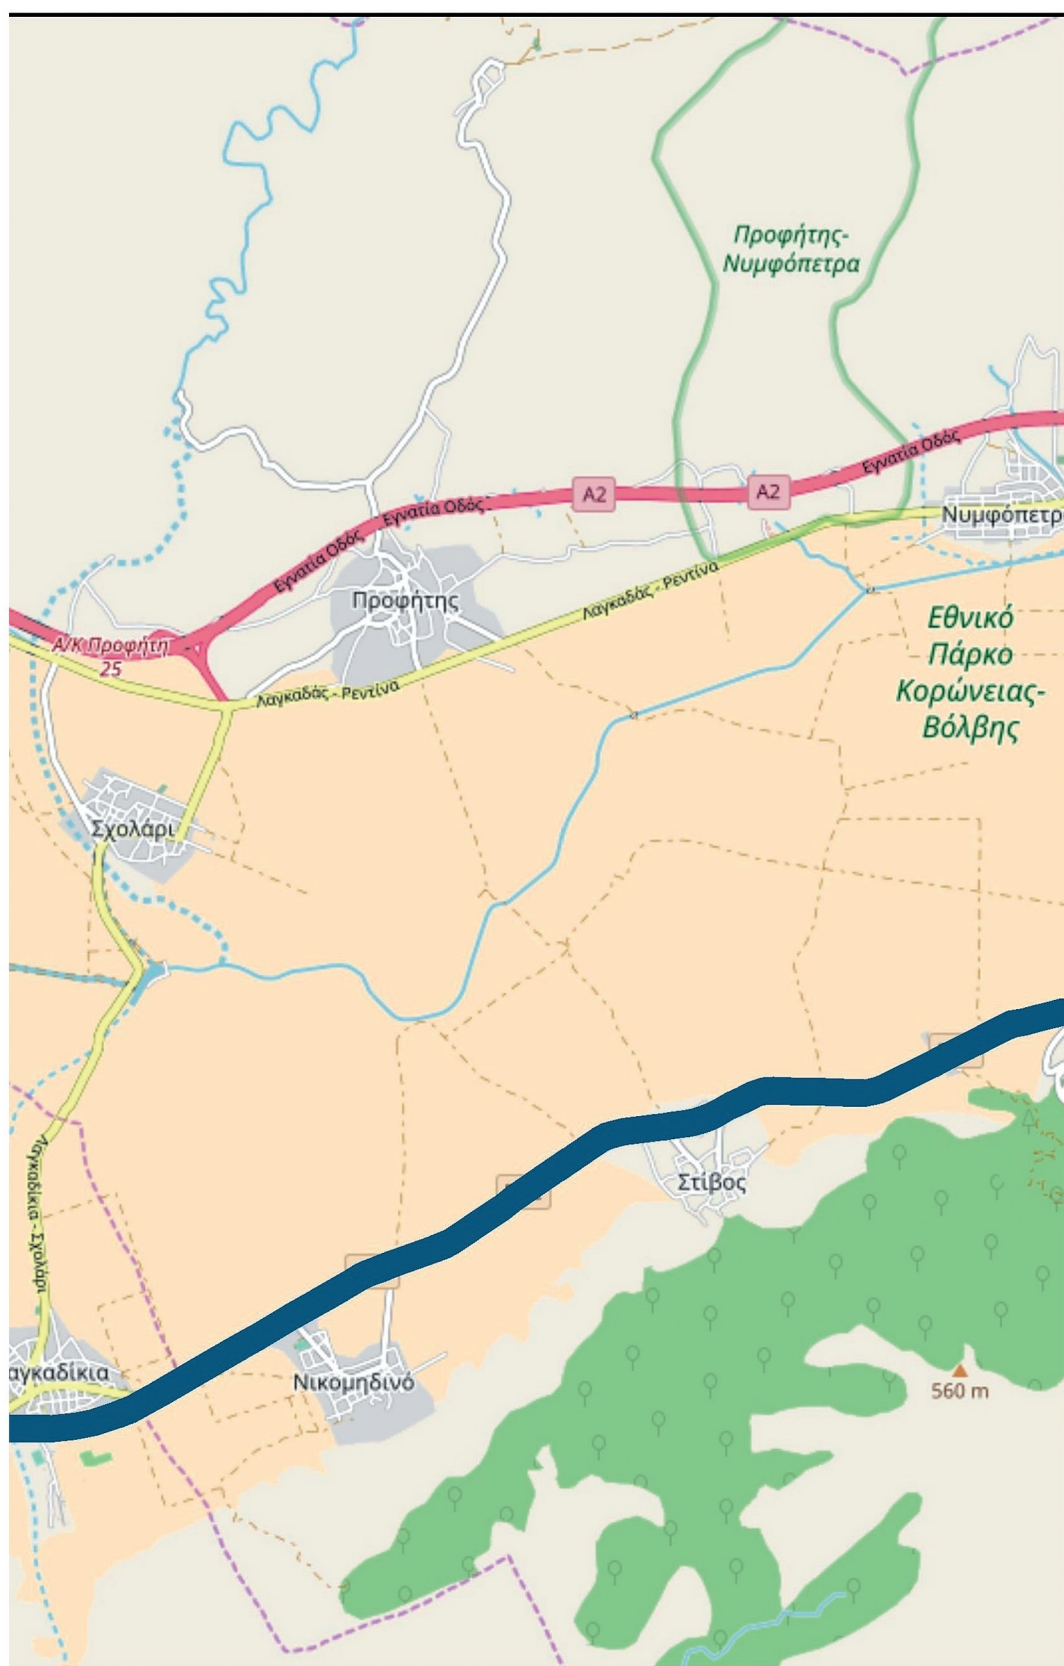 Προφήτης-
Νυμφόπετρα
Εγνατία Οδός
A2
A2
Εγνατία Οδός
Εγνατία Οδός
Νυμφόπετρ
Προφήτης
Λαγκαδάς - Ρεντίνα
Εθνικό
Πάρκο
Κορώνειας-
Βόλβης
Α/Κ Προφήτη
25
Λαγκαδάς - Ρεντίνα
Σχολάρι
Λαγκαδίκια - Σχολάρι
Στίβος
αγκαδίκια
Νικομηδινό
560 m